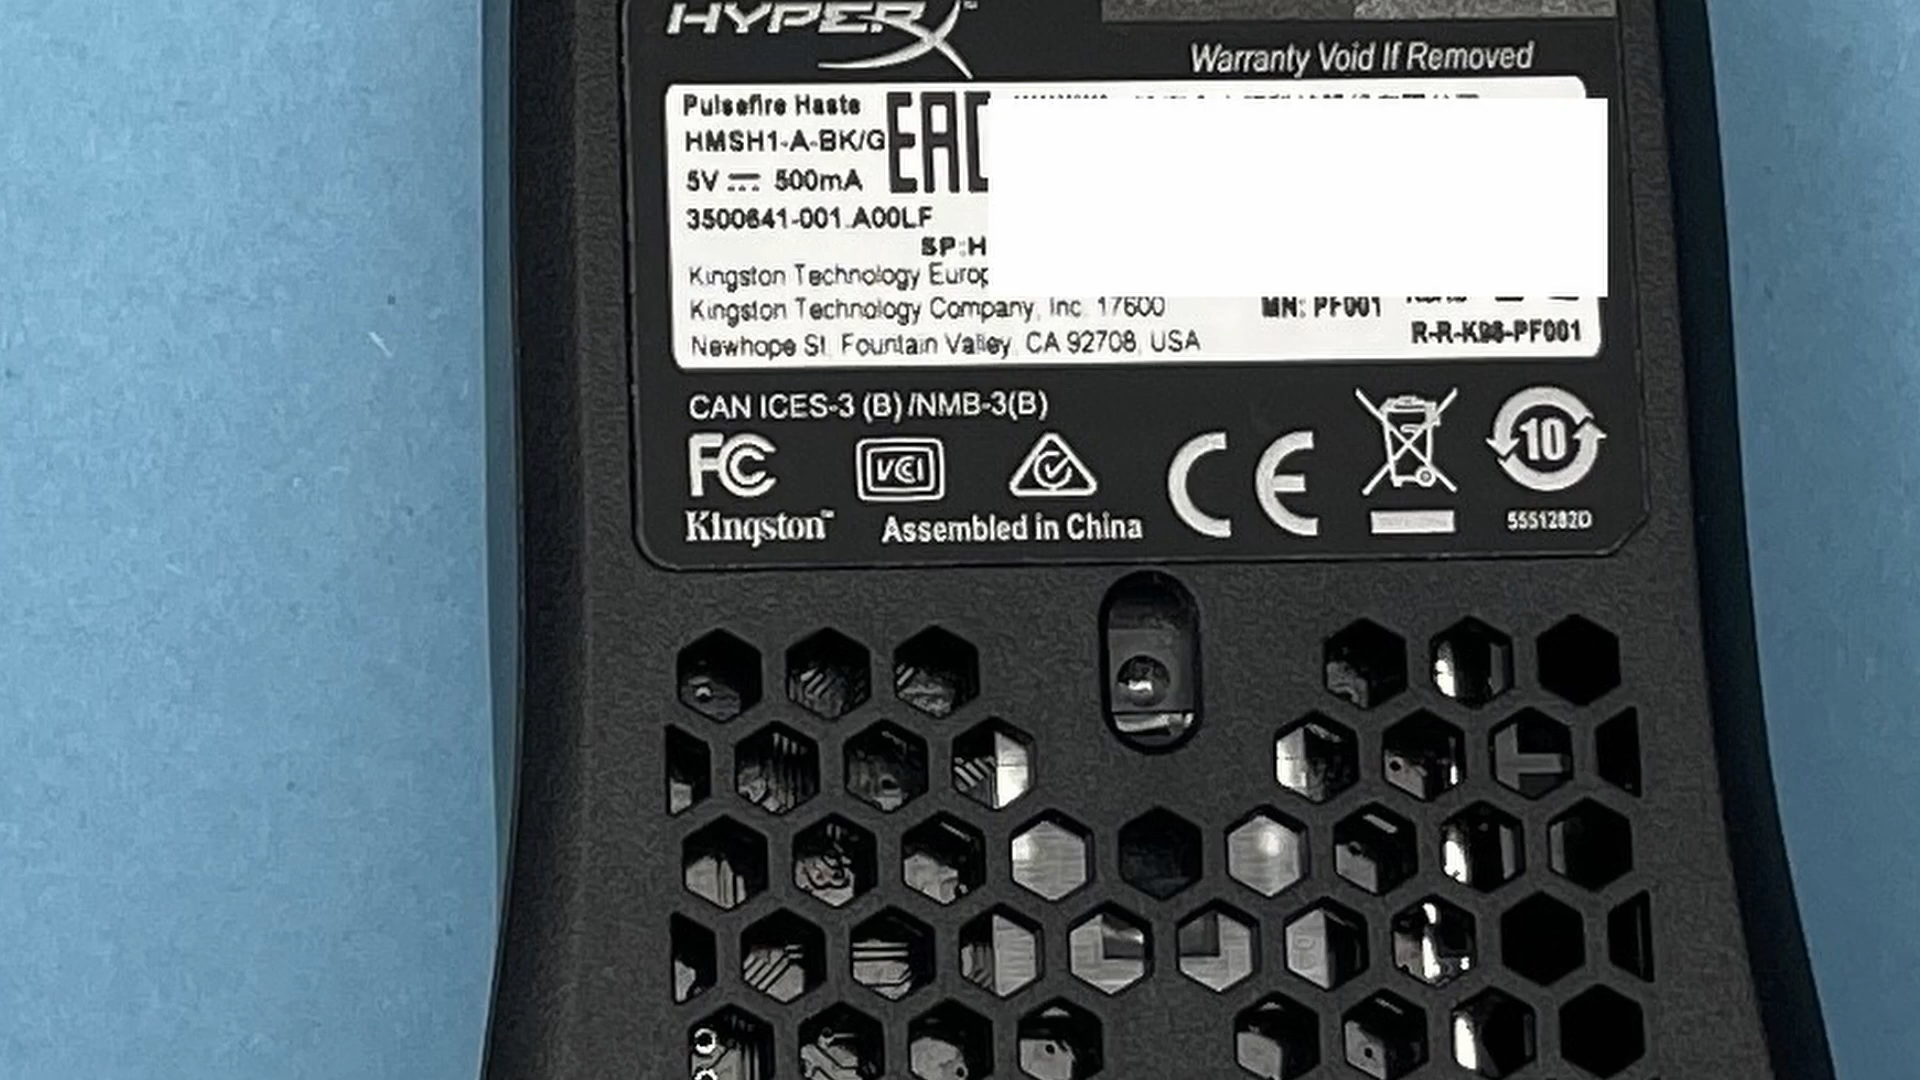 HYPERX
Warranty Void If Removed
Pulsefire Haste
HMSH1-A-BK/G
EAC
5V ⎓ 500mA
3500641-001.A00LF
SP:H
Kingston Technology Europ
Kingston Technology Company, Inc. 17600
MN: PF001
Newhope St. Fountain Valley, CA 92708, USA
R-R-K98-PF001
CAN ICES-3 (B)/NMB-3(B)
FC
VCI
CE
10
Kingston™
Assembled in China
5551282D